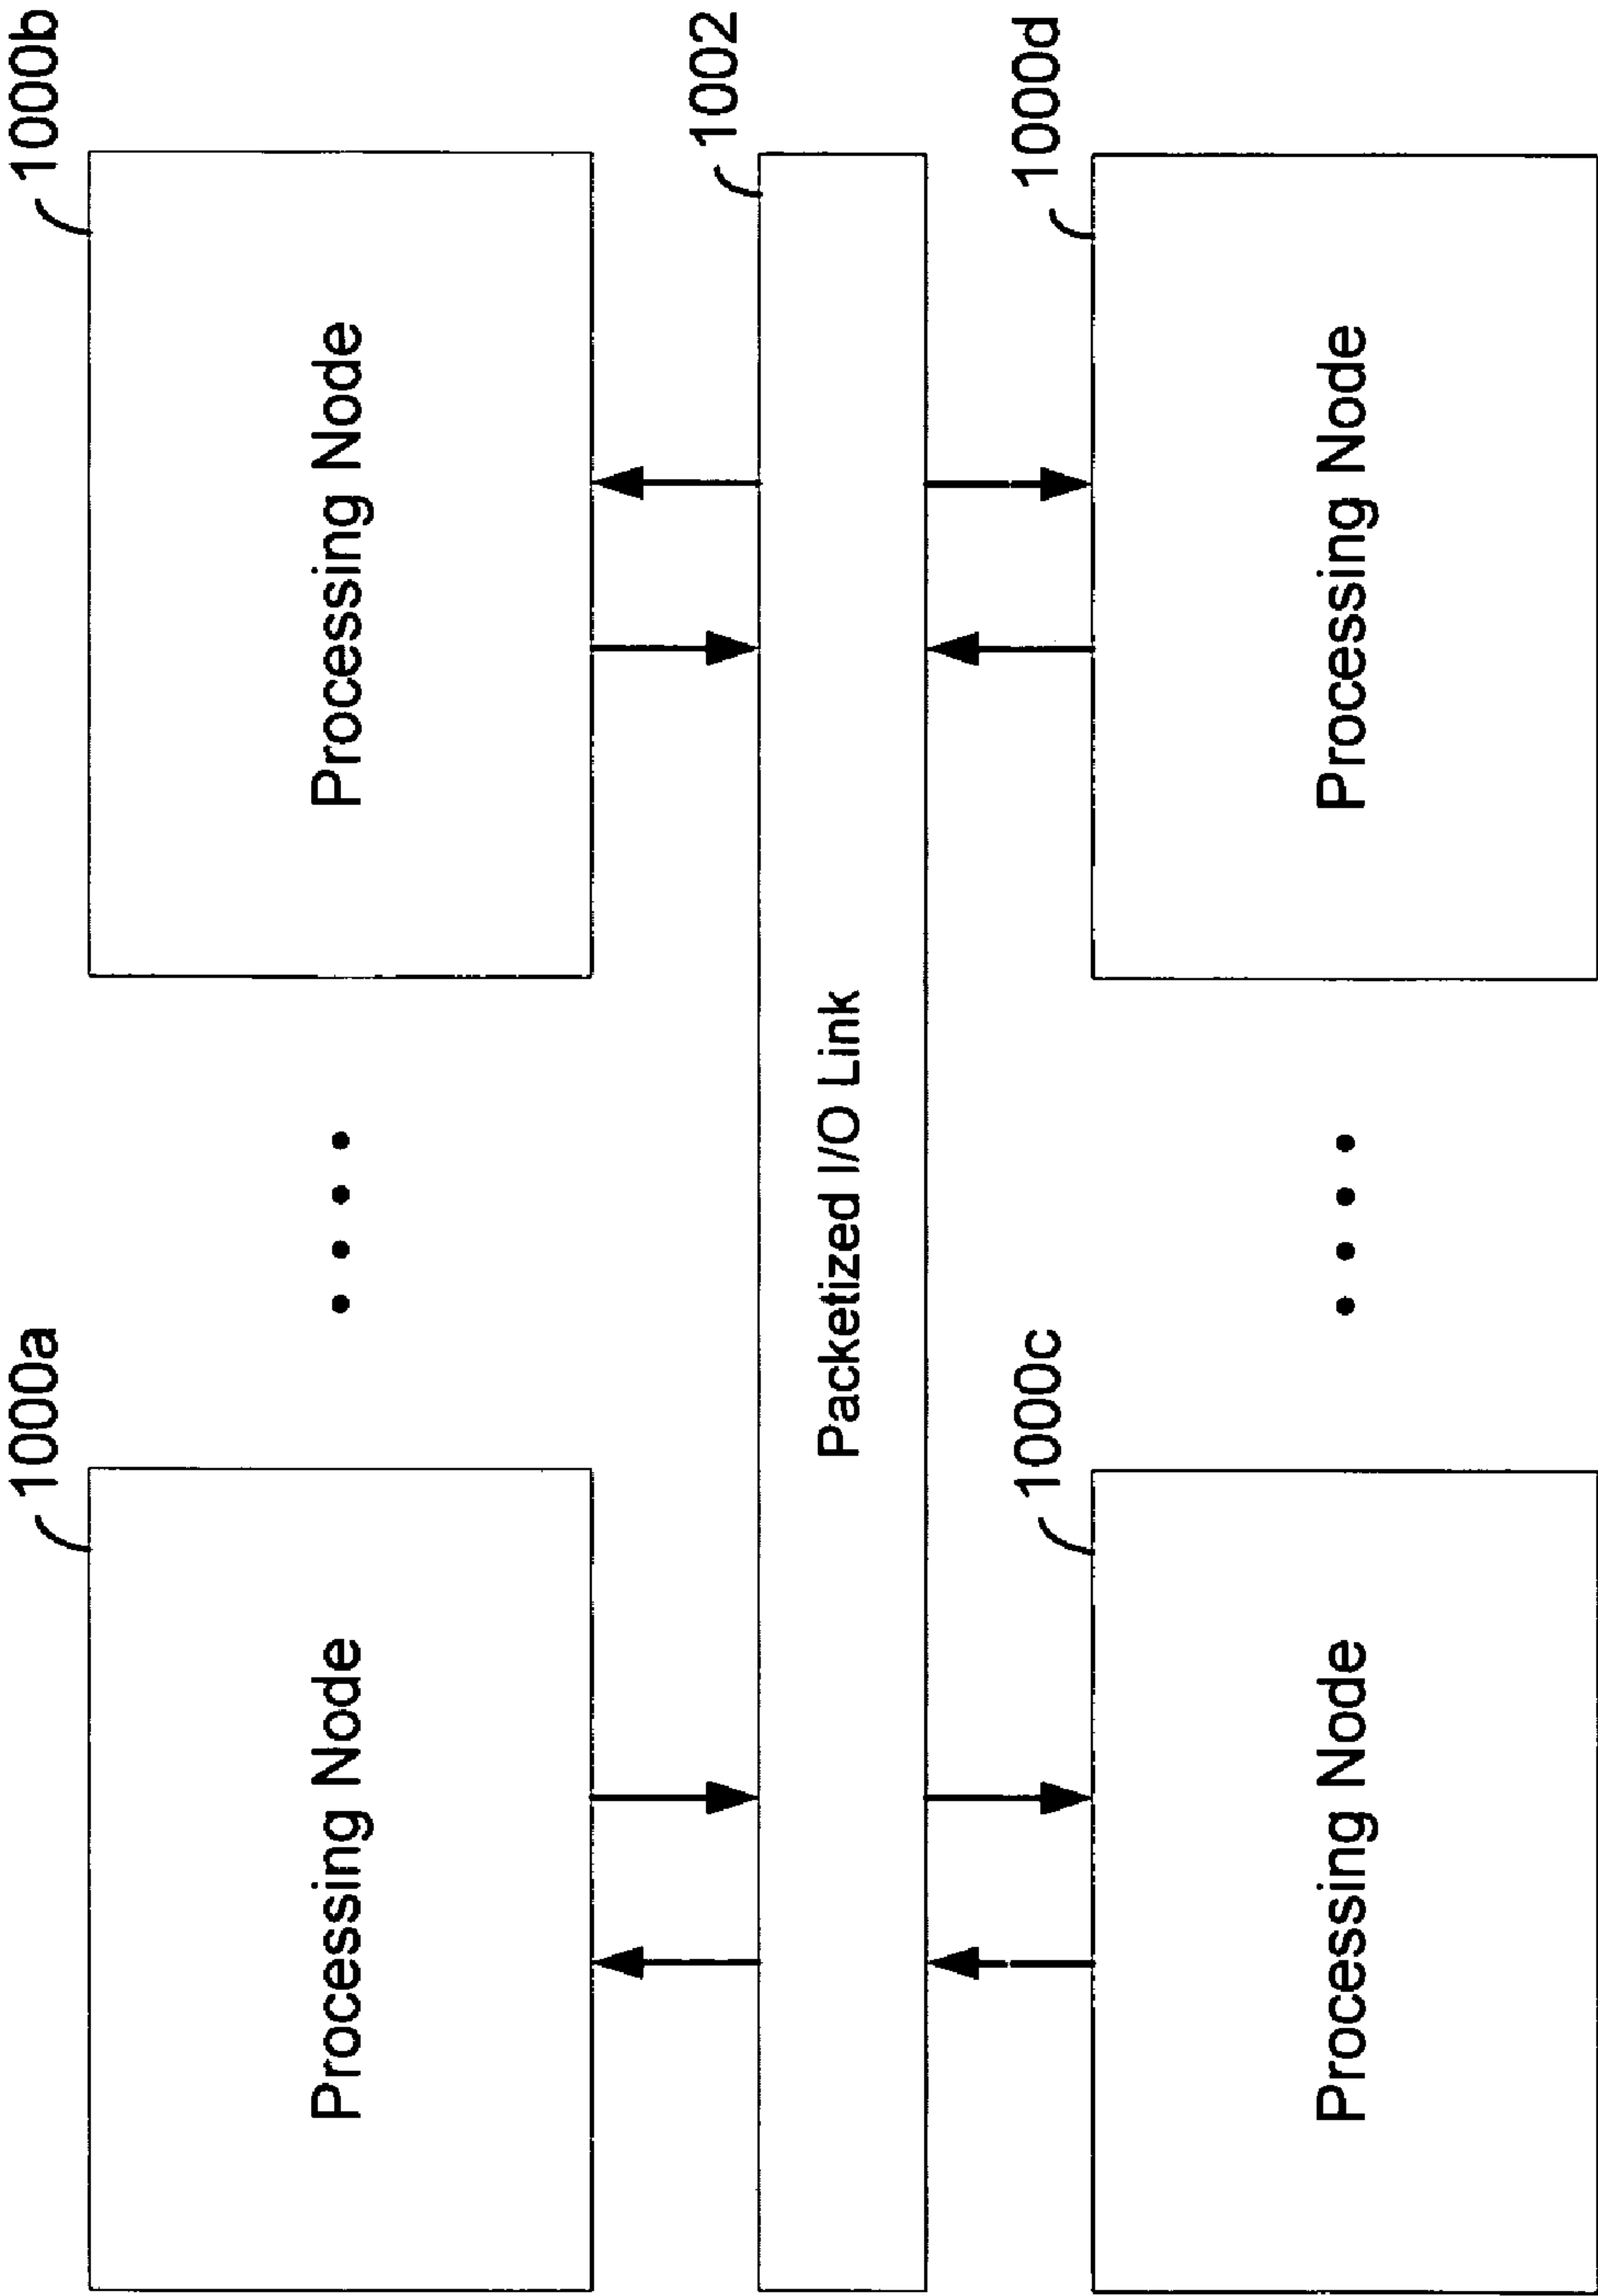 1000a
1000b
Processing Node
Processing Node
1002
Packetized I/O Link
1000c
1000d
Processing Node
Processing Node